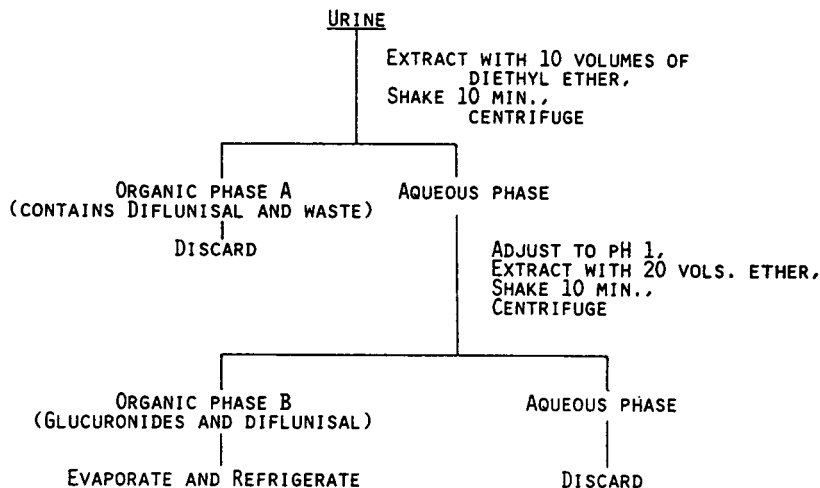 URINE
EXTRACT WITH 10 VOLUMES OF
DIETHYL ETHER,
SHAKE 10 MIN.,
CENTRIFUGE
ORGANIC PHASE A
(CONTAINS DIFLUNISAL AND WASTE)
DISCARD
AQUEOUS PHASE
ADJUST TO PH 1,
EXTRACT WITH 20 VOLS. ETHER,
SHAKE 10 MIN.,
CENTRIFUGE
ORGANIC PHASE B
(GLUCURONIDES AND DIFLUNISAL)
EVAPORATE AND REFRIGERATE
AQUEOUS PHASE
DISCARD